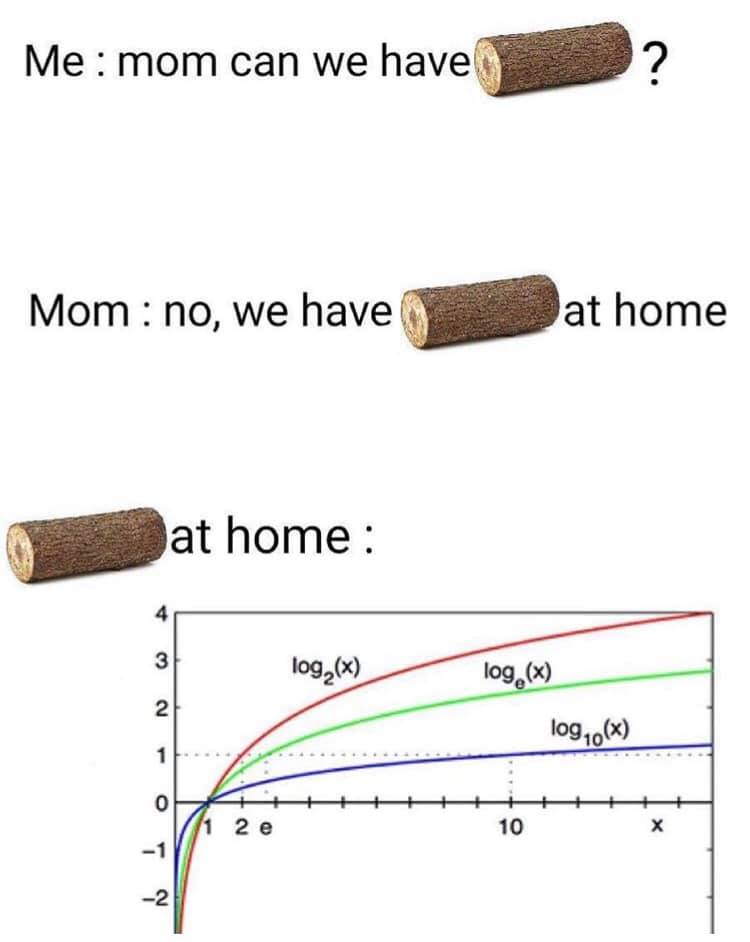 Me : mom can we have ?
Mom : no, we have at home
at home :
4
3
2
1
0
-1
-2
log₂(x)
logₑ(x)
log₁₀(x)
1 2 e 10 x